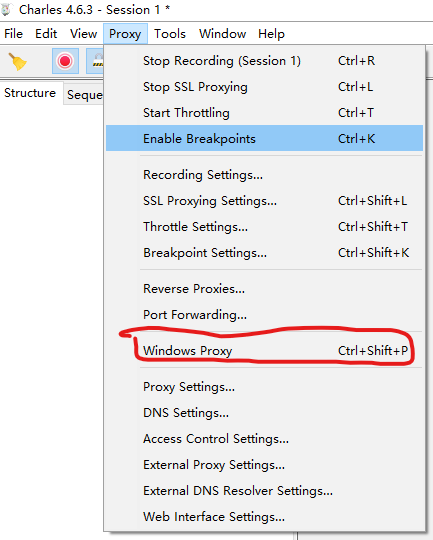 Charles 4.6.3 - Session 1 *
File Edit View Proxy Tools Window Help
Structure Seque
Stop Recording (Session 1) Ctrl+R
Stop SSL Proxying Ctrl+L
Start Throttling Ctrl+T
Enable Breakpoints Ctrl+K
Recording Settings...
SSL Proxying Settings... Ctrl+Shift+L
Throttle Settings... Ctrl+Shift+T
Breakpoint Settings... Ctrl+Shift+K
Reverse Proxies...
Port Forwarding...
Windows Proxy Ctrl+Shift+P
Proxy Settings...
DNS Settings...
Access Control Settings...
External Proxy Settings...
External DNS Resolver Settings...
Web Interface Settings...